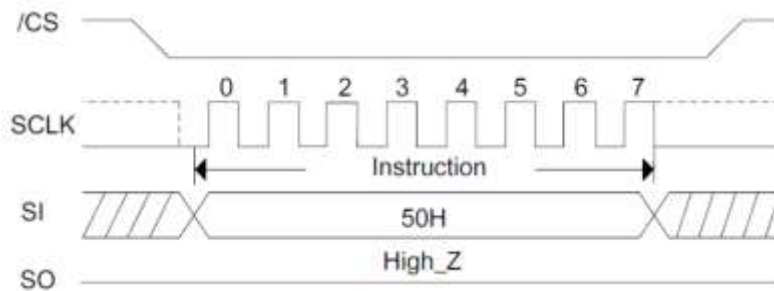 /CS
0 1 2 3 4 5 6 7
SCLK
Instruction
SI
50H
High_Z
SO